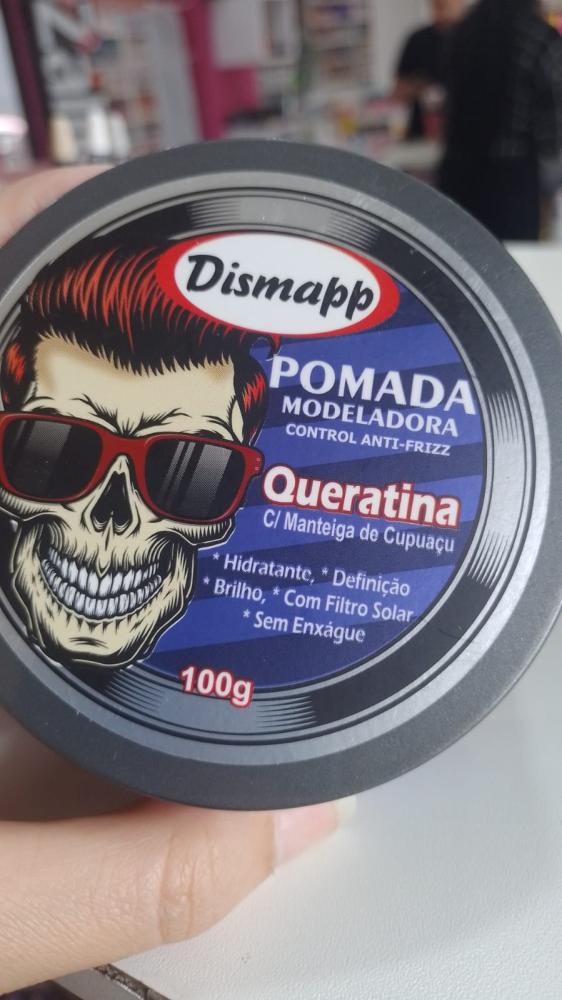 Dismapp
POMADA
MODELADORA
CONTROL ANTI-FRIZZ
Queratina
C/ Manteiga de Cupuaçu
* Hidratante, * Definição
* Brilho, * Com Filtro Solar
* Sem Enxágue
100g